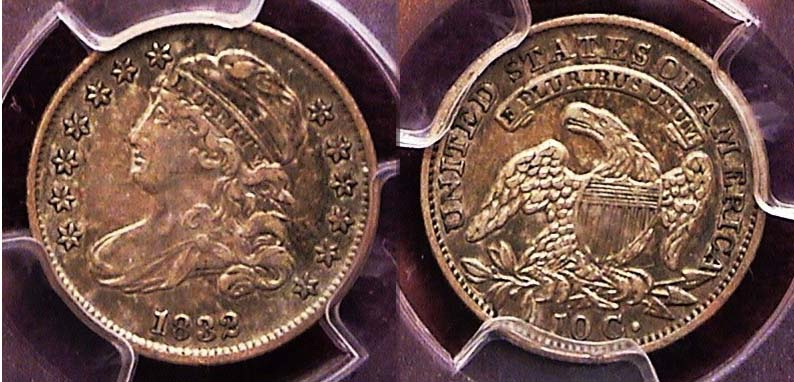 LIBERTY
1832
UNITED STATES OF AMERICA
E PLURIBUS UNUM
10 C.